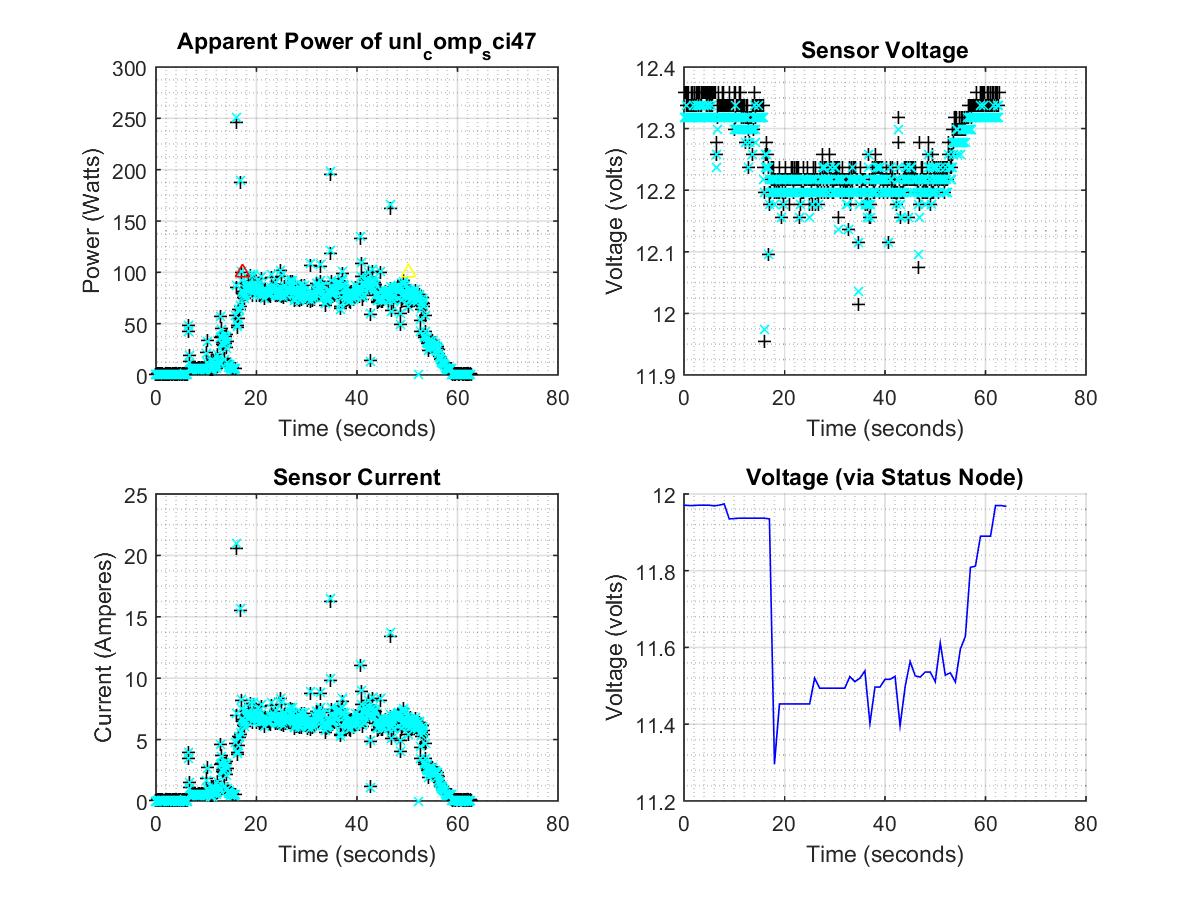 Apparent Power of unl_comp_sci47
300
250
200
150
100
50
0
Power (Watts)
0 20 40 60 80
Time (seconds)
Sensor Voltage
12.4
12.3
12.2
12.1
12
11.9
Voltage (volts)
0 20 40 60 80
Time (seconds)
Sensor Current
25
20
15
10
5
0
Current (Amperes)
0 20 40 60 80
Time (seconds)
Voltage (via Status Node)
12
11.8
11.6
11.4
11.2
Voltage (volts)
0 20 40 60 80
Time (seconds)